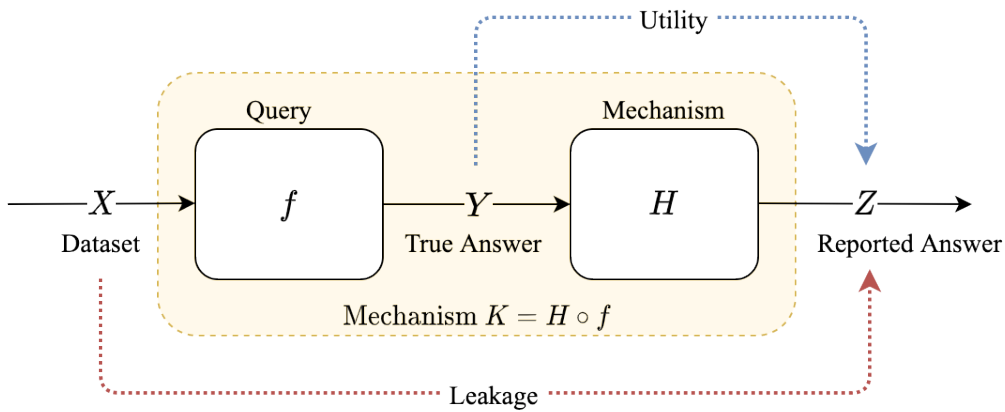 Utility
Query
Mechanism
X
f
Y
H
Z
Dataset
True Answer
Reported Answer
Mechanism K = H ∘ f
Leakage